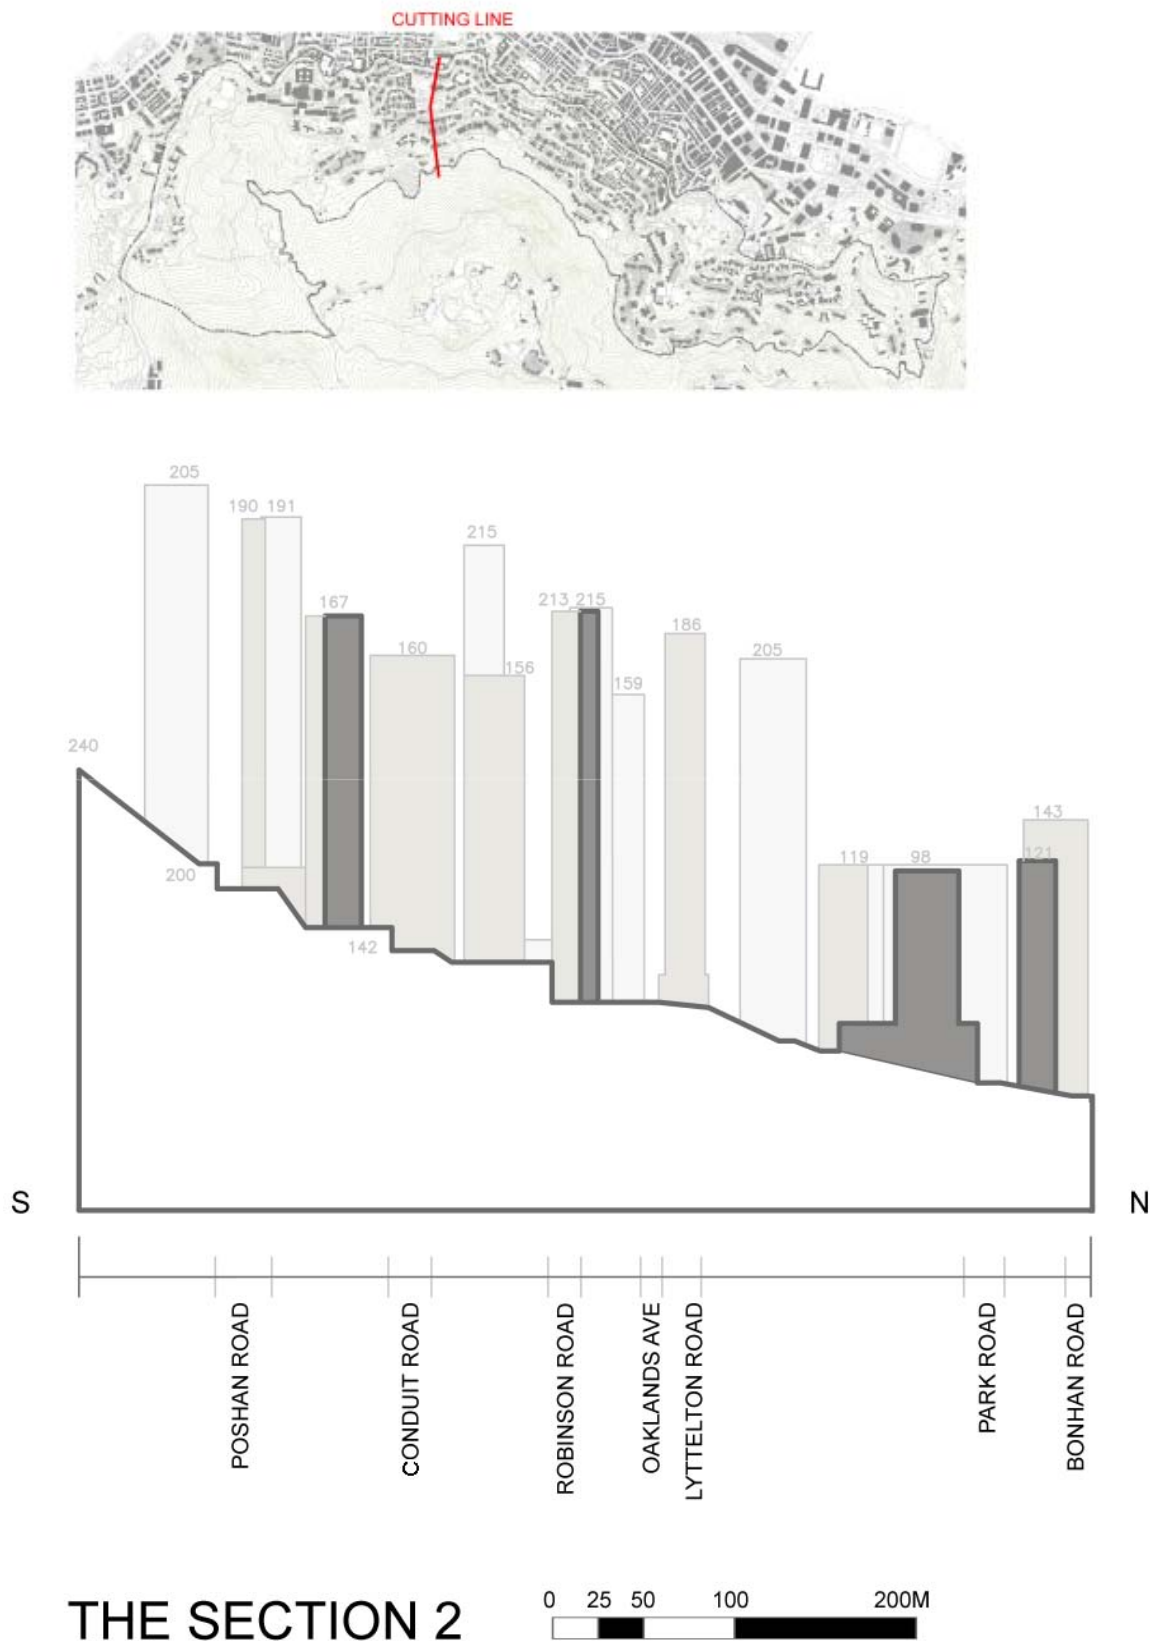 CUTTING LINE
205
190 191
215
167
213 215
186
160
205
156
159
240
143
119
98
121
200
142
S
N
POSHAN ROAD
CONDUIT ROAD
ROBINSON ROAD
OAKLANDS AVE
LYTTELTON ROAD
PARK ROAD
BONHAN ROAD
THE SECTION 2
0 25 50 100 200M